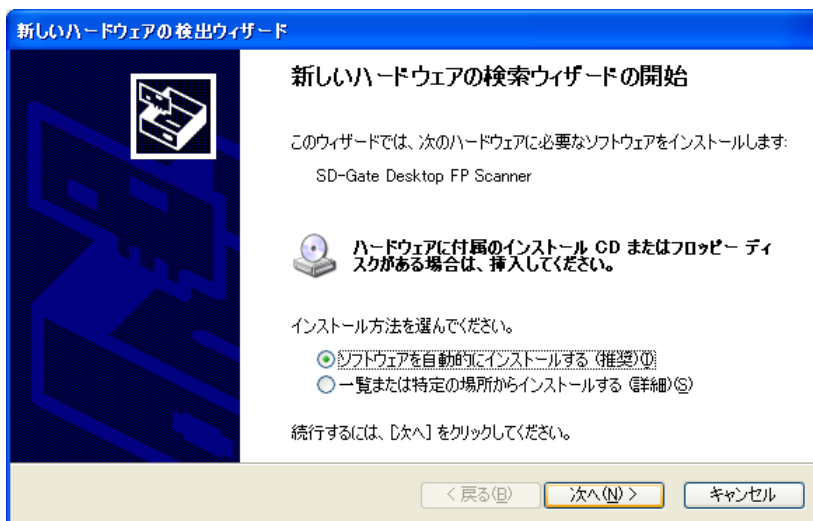 新しいハードウェアの検出ウィザード
新しいハードウェアの検索ウィザードの開始
このウィザードでは、次のハードウェアに必要なソフトウェアをインストールします:
SD-Gate Desktop FP Scanner
ハードウェアに付属のインストール CD またはフロッピー ディ
スクがある場合は、挿入してください。
インストール方法を選んでください。
ソフトウェアを自動的にインストールする (推奨)(I)
一覧または特定の場所からインストールする (詳細)(S)
続行するには、[次へ] をクリックしてください。
< 戻る(B)
次へ(N) >
キャンセル